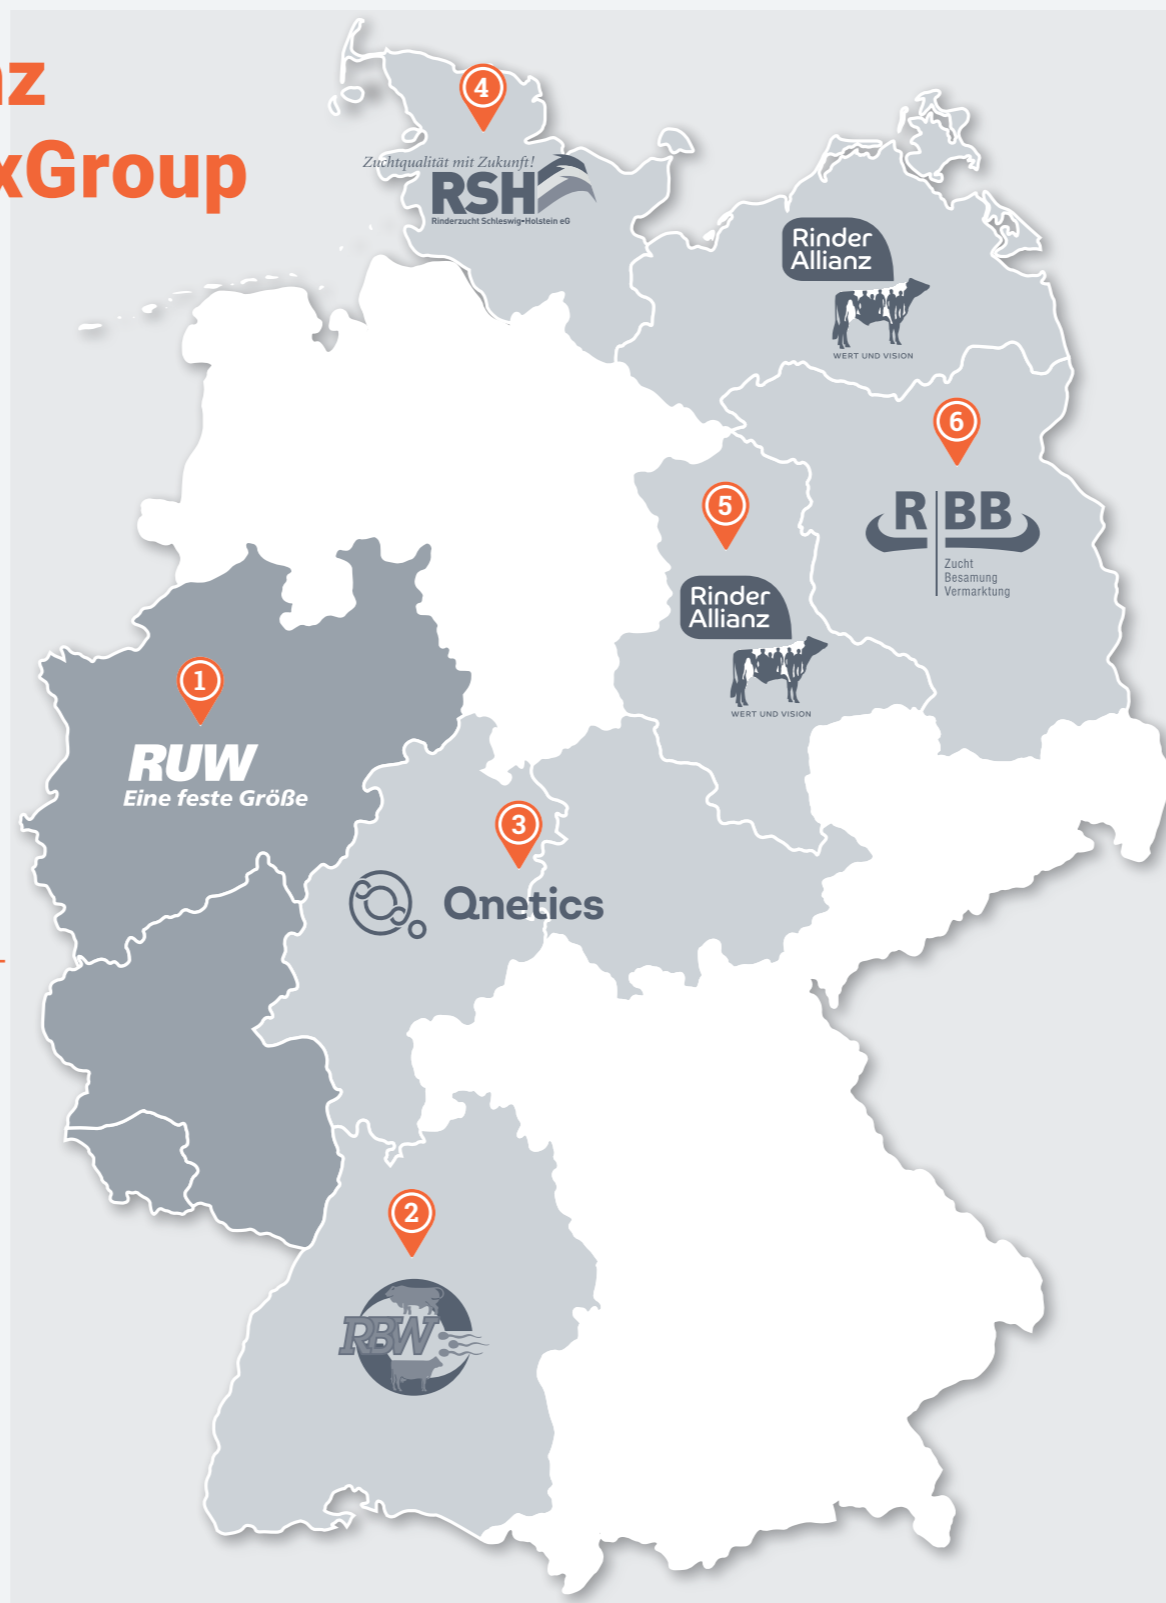 nz
xGroup
4
Zuchtqualität mit Zukunft!
RSH
Rinderzucht Schleswig-Holstein eG
Rinder
Allianz
WERT UND VISION
6
R BB
Zucht
Besamung
Vermarktung
5
Rinder
Allianz
WERT UND VISION
1
RUW
Eine feste Größe
3
Qnetics
2
RBW